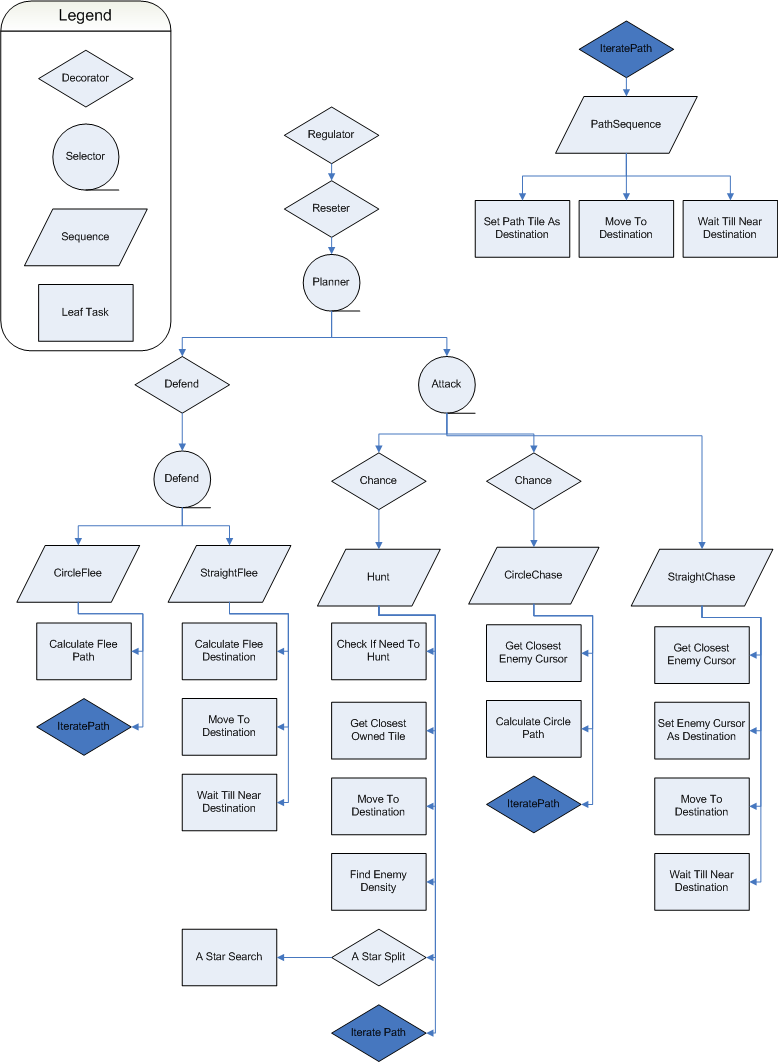 Legend
Decorator
Selector
Sequence
Leaf Task
IteratePath
PathSequence
Set Path Tile As
Destination
Move To
Destination
Wait Till Near
Destination
Regulator
Reseter
Planner
Defend
Attack
Defend
Chance
Chance
CircleFlee
StraightFlee
Hunt
CircleChase
StraightChase
Calculate Flee
Path
IteratePath
Calculate Flee
Destination
Move To
Destination
Wait Till Near
Destination
Check If Need To
Hunt
Get Closest
Owned Tile
Move To
Destination
Find Enemy
Density
A Star Split
A Star Search
Iterate Path
Get Closest
Enemy Cursor
Calculate Circle
Path
IteratePath
Get Closest
Enemy Cursor
Set Enemy Cursor
As Destination
Move To
Destination
Wait Till Near
Destination